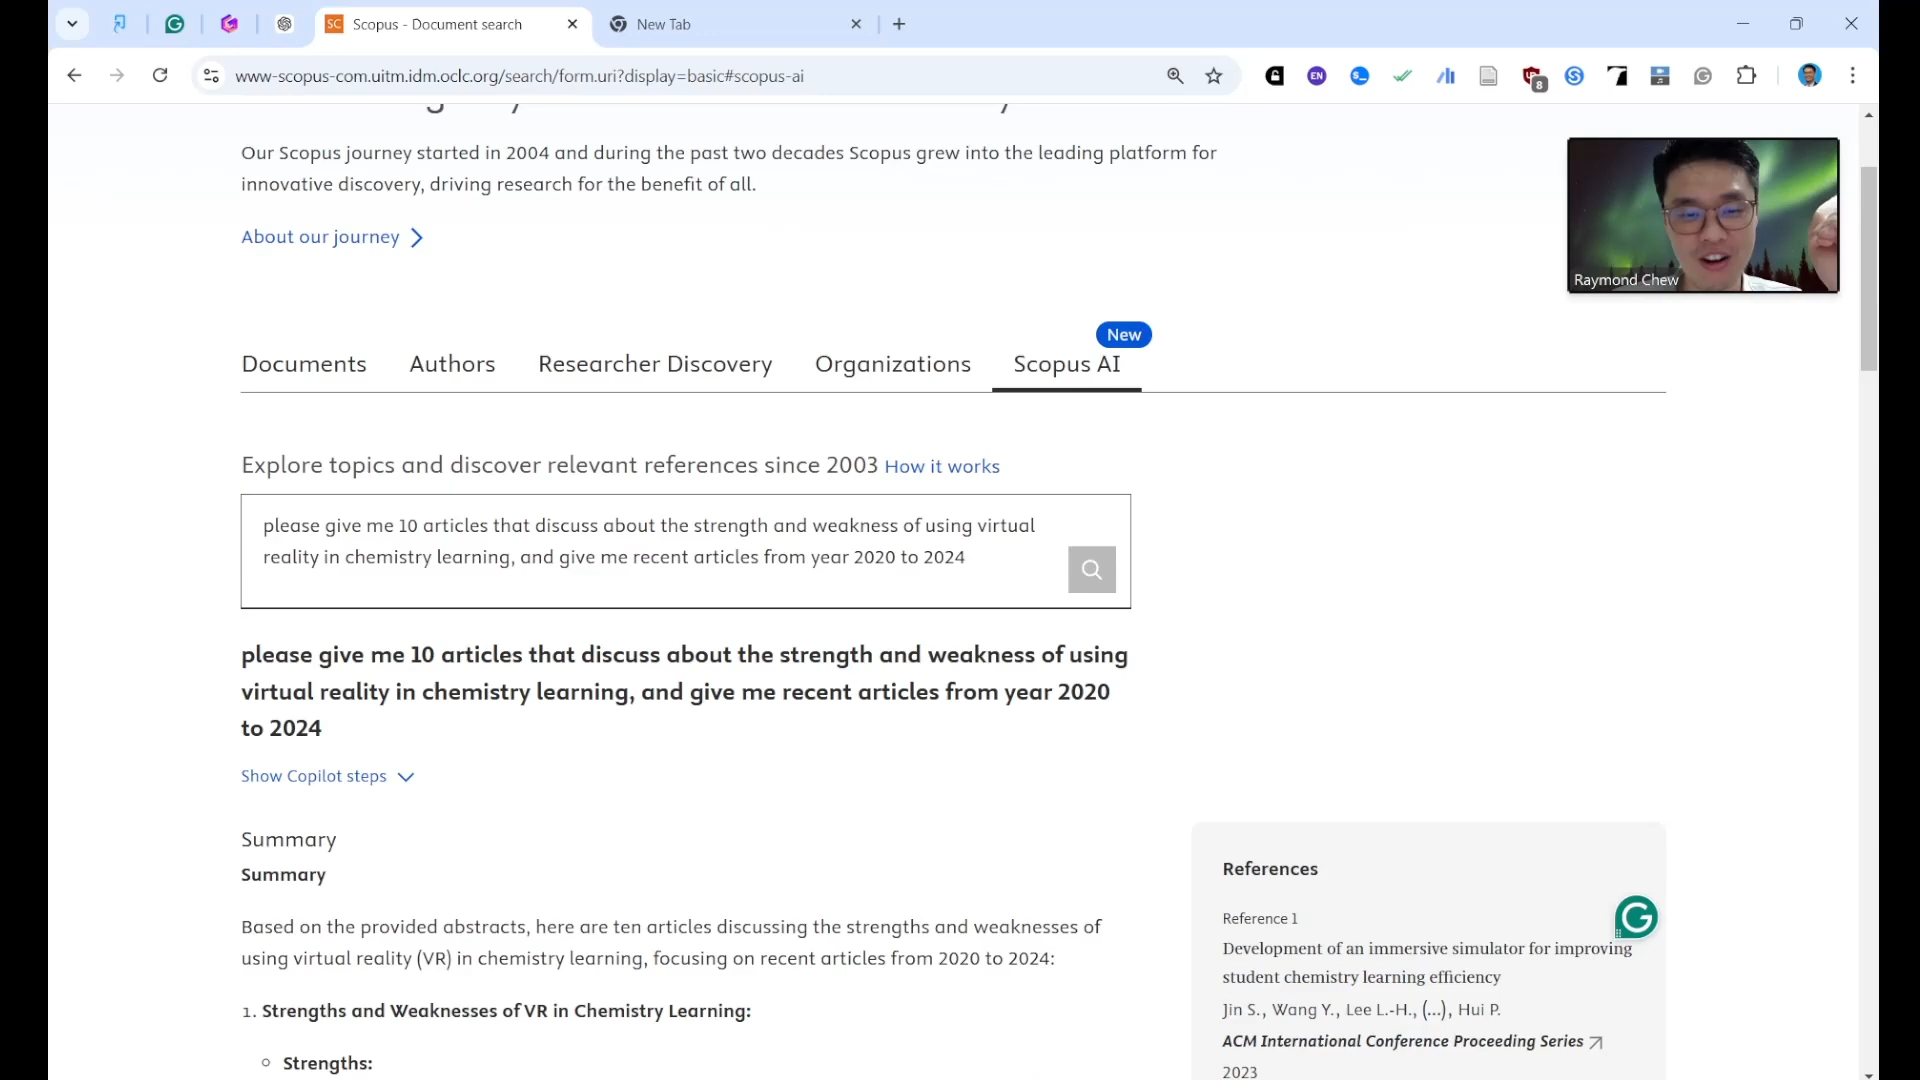 SC Scopus - Document search
New Tab
www-scopus-com.uitm.idm.oclc.org/search/form.uri?display=basic#scopus-ai
EN
8
Our Scopus journey started in 2004 and during the past two decades Scopus grew into the leading platform for
innovative discovery, driving research for the benefit of all.
About our journey
Raymond Chew
New
Documents Authors Researcher Discovery Organizations Scopus AI
Explore topics and discover relevant references since 2003 How it works
please give me 10 articles that discuss about the strength and weakness of using virtual
reality in chemistry learning, and give me recent articles from year 2020 to 2024
please give me 10 articles that discuss about the strength and weakness of using
virtual reality in chemistry learning, and give me recent articles from year 2020
to 2024
Show Copilot steps
Summary
Summary
Based on the provided abstracts, here are ten articles discussing the strengths and weaknesses of
using virtual reality (VR) in chemistry learning, focusing on recent articles from 2020 to 2024:
1. Strengths and Weaknesses of VR in Chemistry Learning:
Strengths:
References
Reference 1
Development of an immersive simulator for improving
student chemistry learning efficiency
Jin S., Wang Y., Lee L.-H., (...), Hui P.
ACM International Conference Proceeding Series
2023